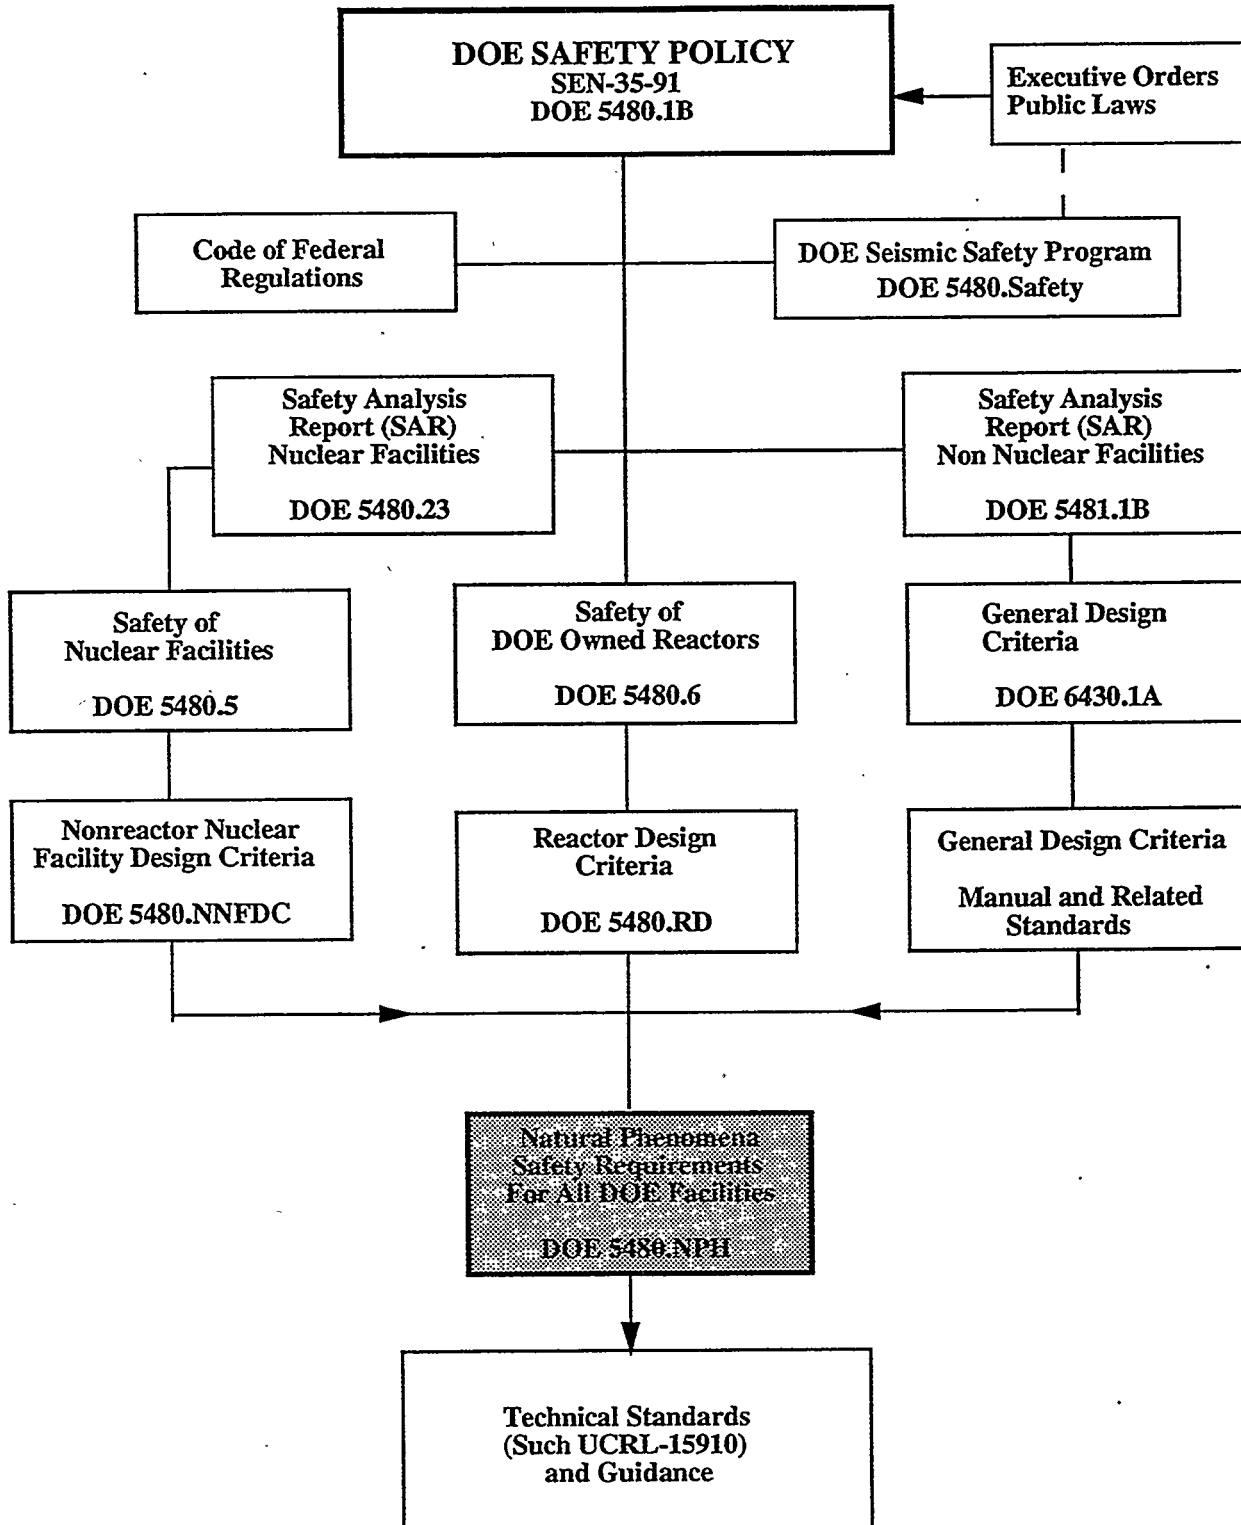 DOE SAFETY POLICY
SEN-35-91
DOE 5480.1B
Executive Orders
Public Laws
Code of Federal
Regulations
DOE Seismic Safety Program
DOE 5480.Safety
Safety Analysis
Report (SAR)
Nuclear Facilities
DOE 5480.23
Safety Analysis
Report (SAR)
Non Nuclear Facilities
DOE 5481.1B
Safety of
Nuclear Facilities
DOE 5480.5
Safety of
DOE Owned Reactors
DOE 5480.6
General Design
Criteria
DOE 6430.1A
Nonreactor Nuclear
Facility Design Criteria
DOE 5480.NNFDC
Reactor Design
Criteria
DOE 5480.RD
General Design Criteria
Manual and Related
Standards
Natural Phenomena
Safety Requirements
For All DOE Facilities
DOE 5480.NPH
Technical Standards
(Such UCRL-15910)
and Guidance